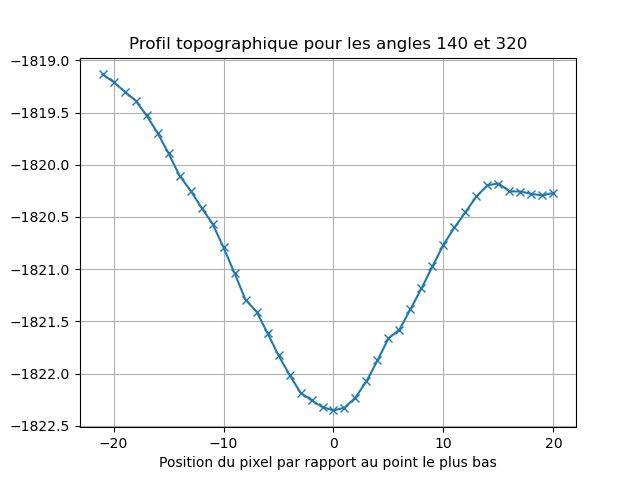 Profil topographique pour les angles 140 et 320
−1819.0
−1819.5
−1820.0
−1820.5
−1821.0
−1821.5
−1822.0
−1822.5
−20 −10 0 10 20
Position du pixel par rapport au point le plus bas